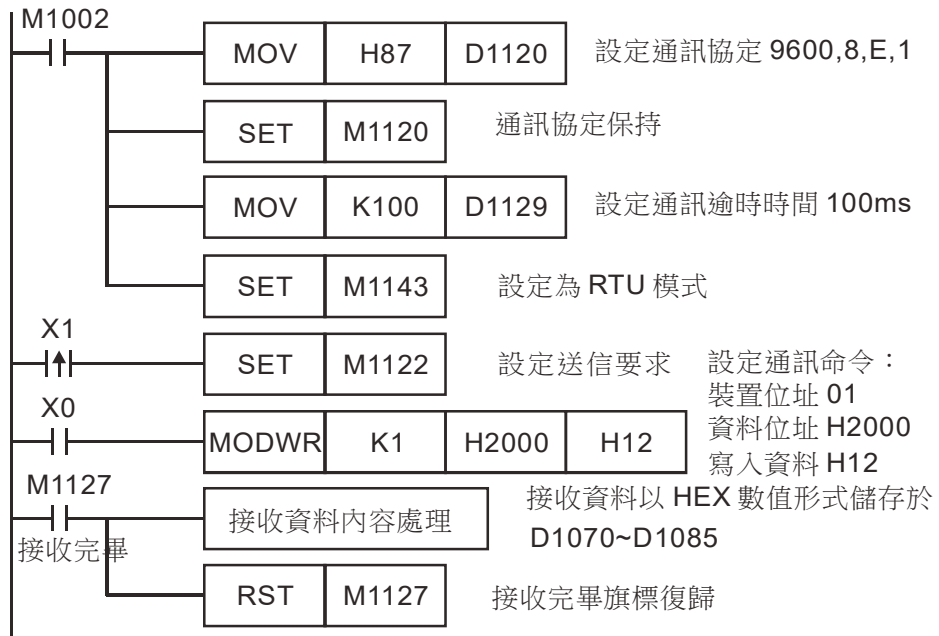 M1002
MOV H87 D1120 設定通訊協定 9600,8,E,1
SET M1120 通訊協定保持
MOV K100 D1129 設定通訊逾時時間 100ms
SET M1143 設定為 RTU 模式
X1
SET M1122 設定送信要求
設定通訊命令：
裝置位址 01
資料位址 H2000
寫入資料 H12
X0
MODWR K1 H2000 H12
M1127
接收完畢
接收資料內容處理
接收資料以 HEX 數值形式儲存於
D1070~D1085
RST M1127 接收完畢旗標復歸